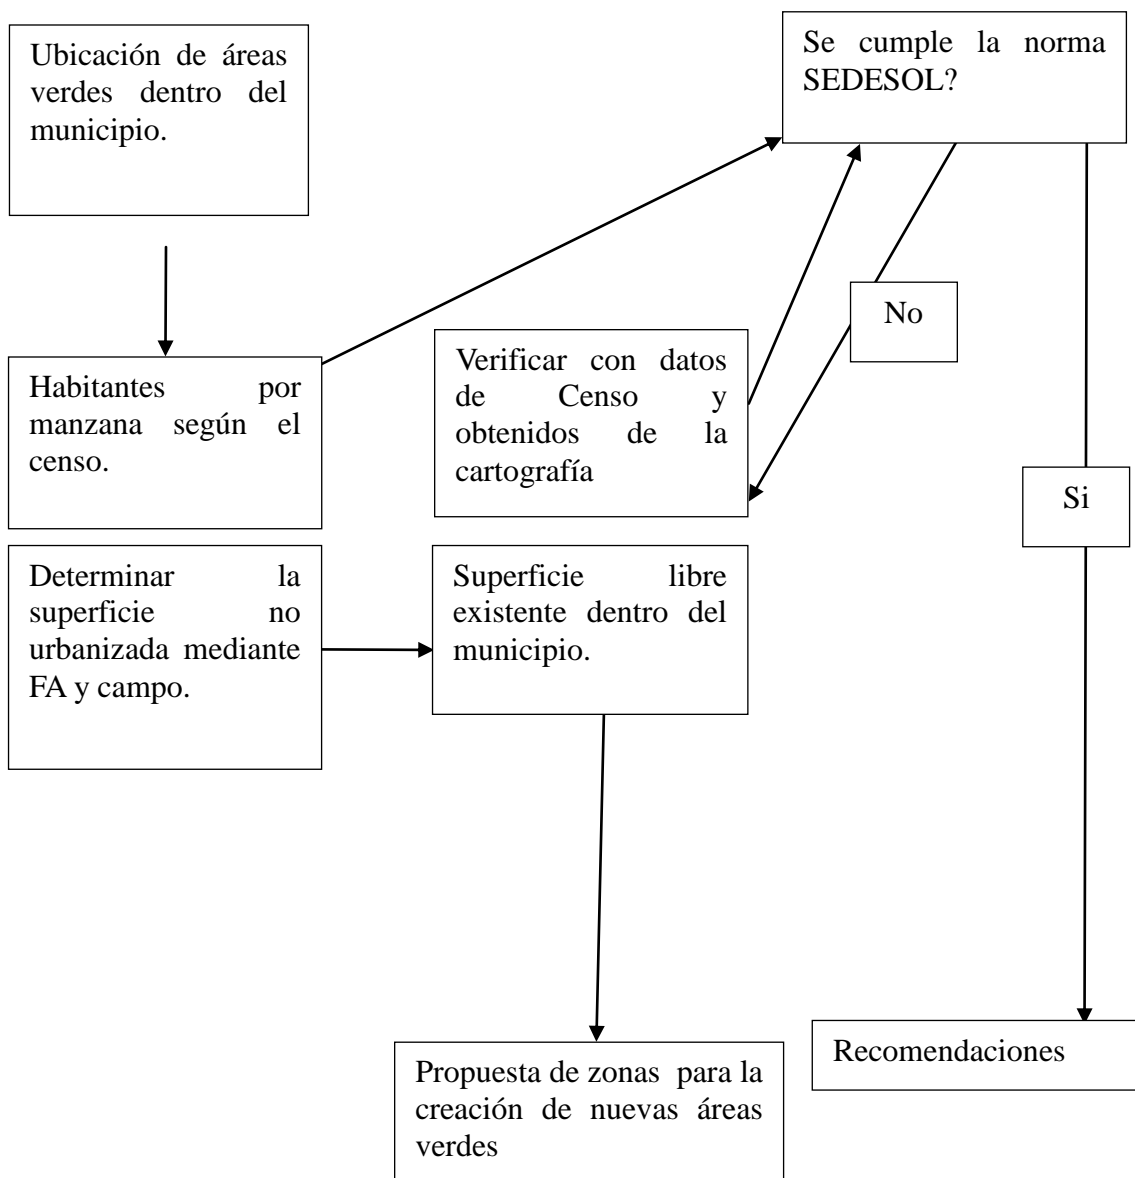 Ubicación de áreas
verdes dentro del
municipio.
Se cumple la norma
SEDESOL?
No
Habitantes por
manzana según el
censo.
Verificar con datos
de Censo y
obtenidos de la
cartografía
Si
Determinar la
superficie no
urbanizada mediante
FA y campo.
Superficie libre
existente dentro del
municipio.
Recomendaciones
Propuesta de zonas para la
creación de nuevas áreas
verdes